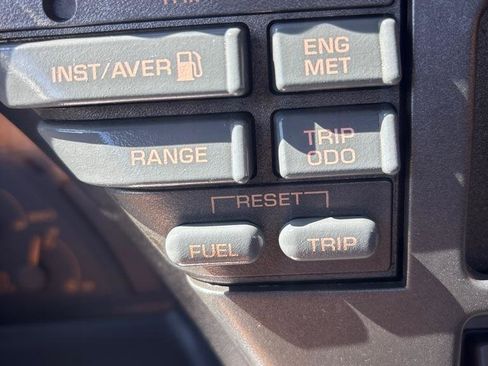 INST/AVER
ENG
MET
RANGE
TRIP
ODO
RESET
FUEL
TRIP